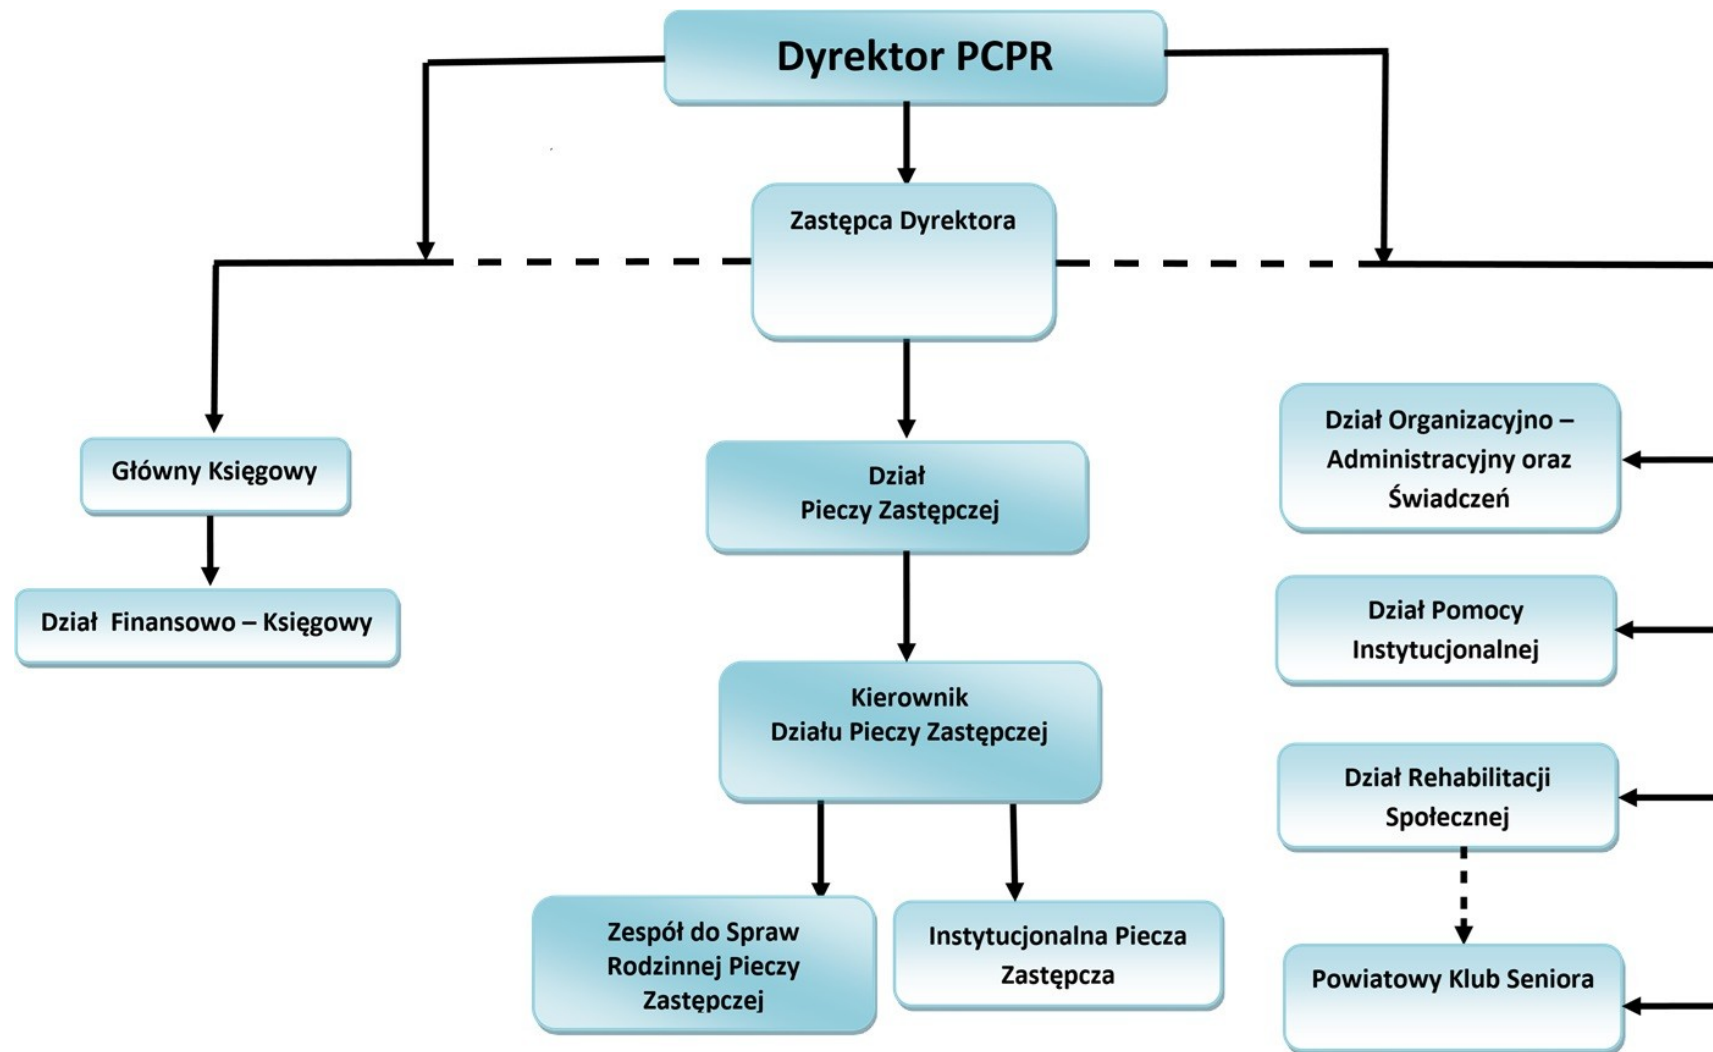 Dyrektor PCPR
Zastępca Dyrektora
Główny Księgowy
Dział Finansowo – Księgowy
Dział
Pieczy Zastępczej
Kierownik
Działu Pieczy Zastępczej
Zespół do Spraw
Rodzinnej Pieczy
Zastępczej
Instytucjonalna Piecza
Zastępcza
Dział Organizacyjno –
Administracyjny oraz
Świadczeń
Dział Pomocy
Instytucjonalnej
Dział Rehabilitacji
Społecznej
Powiatowy Klub Seniora